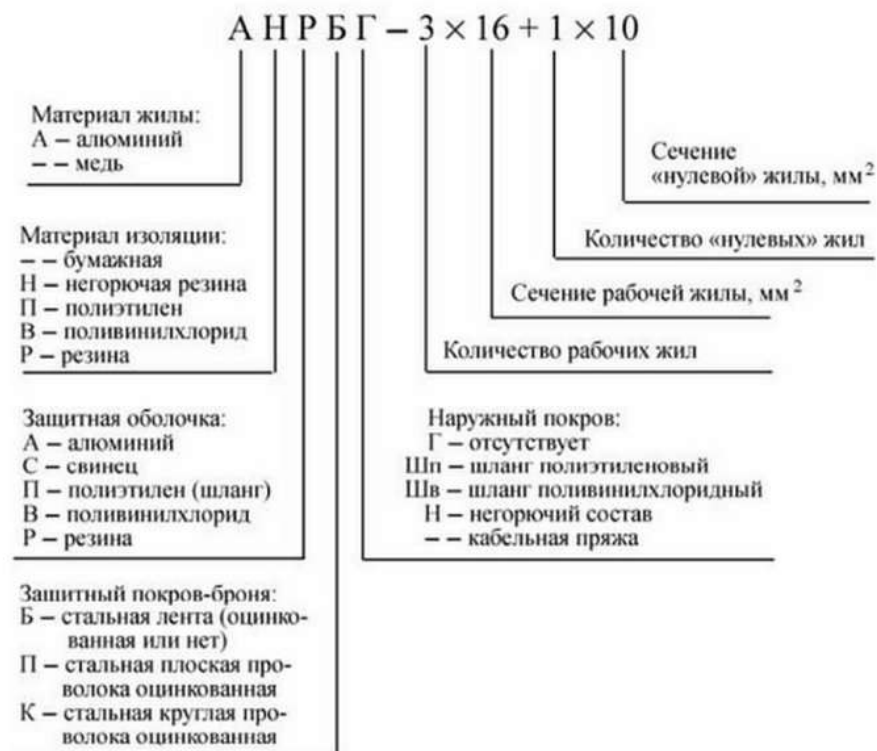 АНРБГ – 3 × 16 + 1 × 10
Материал жилы:
А – алюминий
– – медь
Материал изоляции:
– – бумажная
Н – негорючая резина
П – полиэтилен
В – поливинилхлорид
Р – резина
Защитная оболочка:
А – алюминий
С – свинец
П – полиэтилен (шланг)
В – поливинилхлорид
Р – резина
Защитный покров-броня:
Б – стальная лента (оцинко-
ванная или нет)
П – стальная плоская про-
волока оцинкованная
К – стальная круглая про-
волока оцинкованная
Сечение
«нулевой» жилы, мм²
Количество «нулевых» жил
Сечение рабочей жилы, мм²
Количество рабочих жил
Наружный покров:
Г – отсутствует
Шп – шланг полиэтиленовый
Шв – шланг поливинилхлоридный
Н – негорючий состав
– – кабельная пряжа